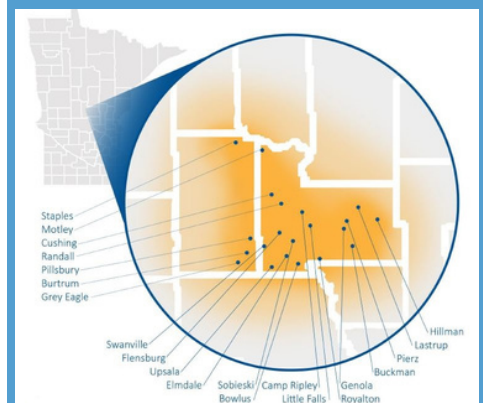 Staples
Motley
Cushing
Randall
Pillsbury
Burtrum
Grey Eagle
Swanville
Flensburg
Upsala
Elmdale
Sobieski
Bowlus
Camp Ripley
Little Falls
Genola
Royalton
Buckman
Pierz
Lastrup
Hillman